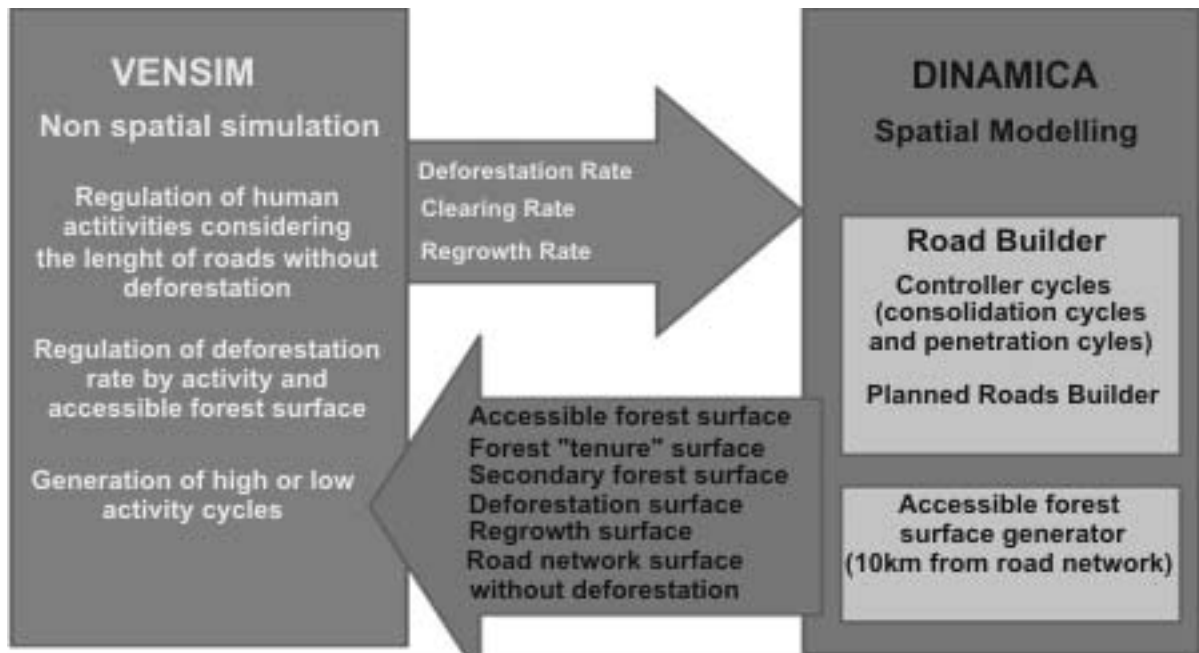 VENSIM
Non spatial simulation
Regulation of human
actitivities considering
the lenght of roads without
deforestation
Regulation of deforestation
rate by activity and
accessible forest surface
Generation of high or low
activity cycles
Deforestation Rate
Clearing Rate
Regrowth Rate
Accessible forest surface
Forest "tenure" surface
Secondary forest surface
Deforestation surface
Regrowth surface
Road network surface
without deforestation
DINAMICA
Spatial Modelling
Road Builder
Controller cycles
(consolidation cycles
and penetration cyles)
Planned Roads Builder
Accessible forest
surface generator
(10km from road network)